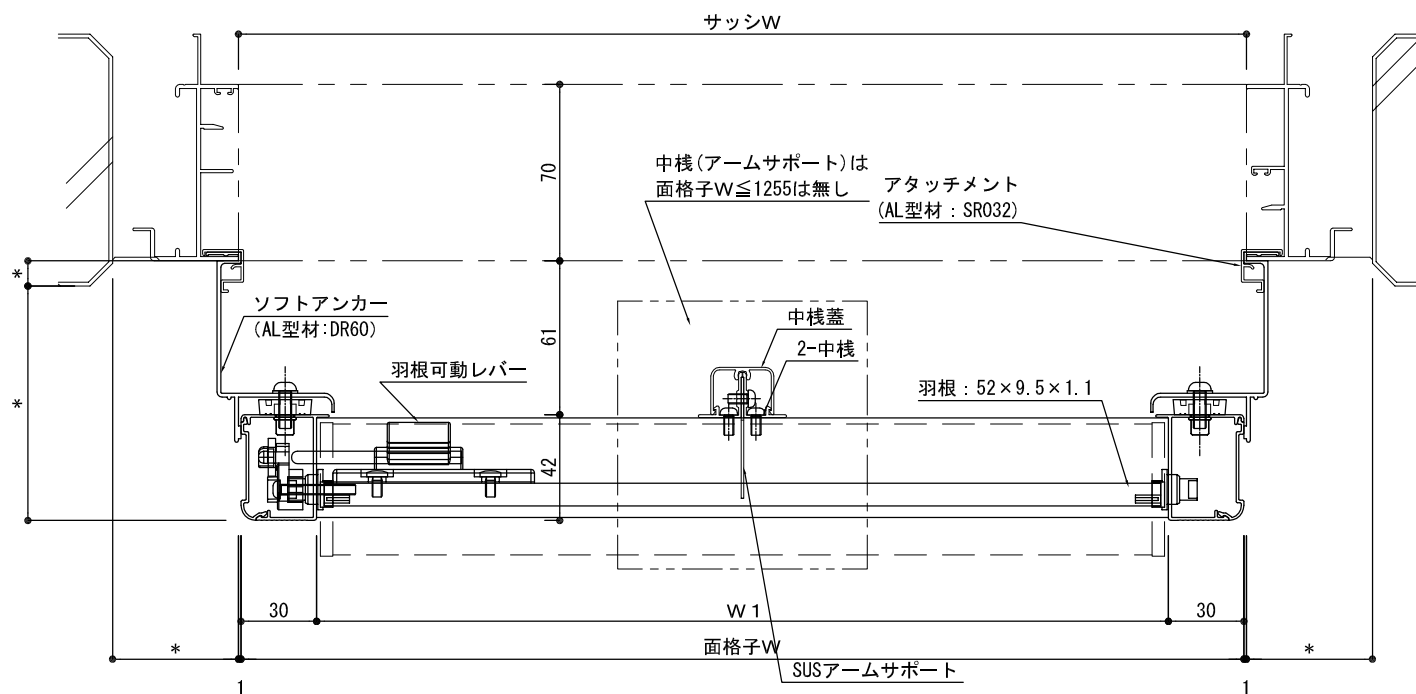 サッシW
70
中桟(アームサポート)は
面格子W≦1255は無し
アタッチメント
(AL型材:SR032)
*
ソフトアンカー
(AL型材:DR60)
61
中桟蓋
2-中桟
羽根可動レバー
羽根:52×9.5×1.1
*
42
30
W1
30
*
面格子W
*
SUSアームサポート
1
1